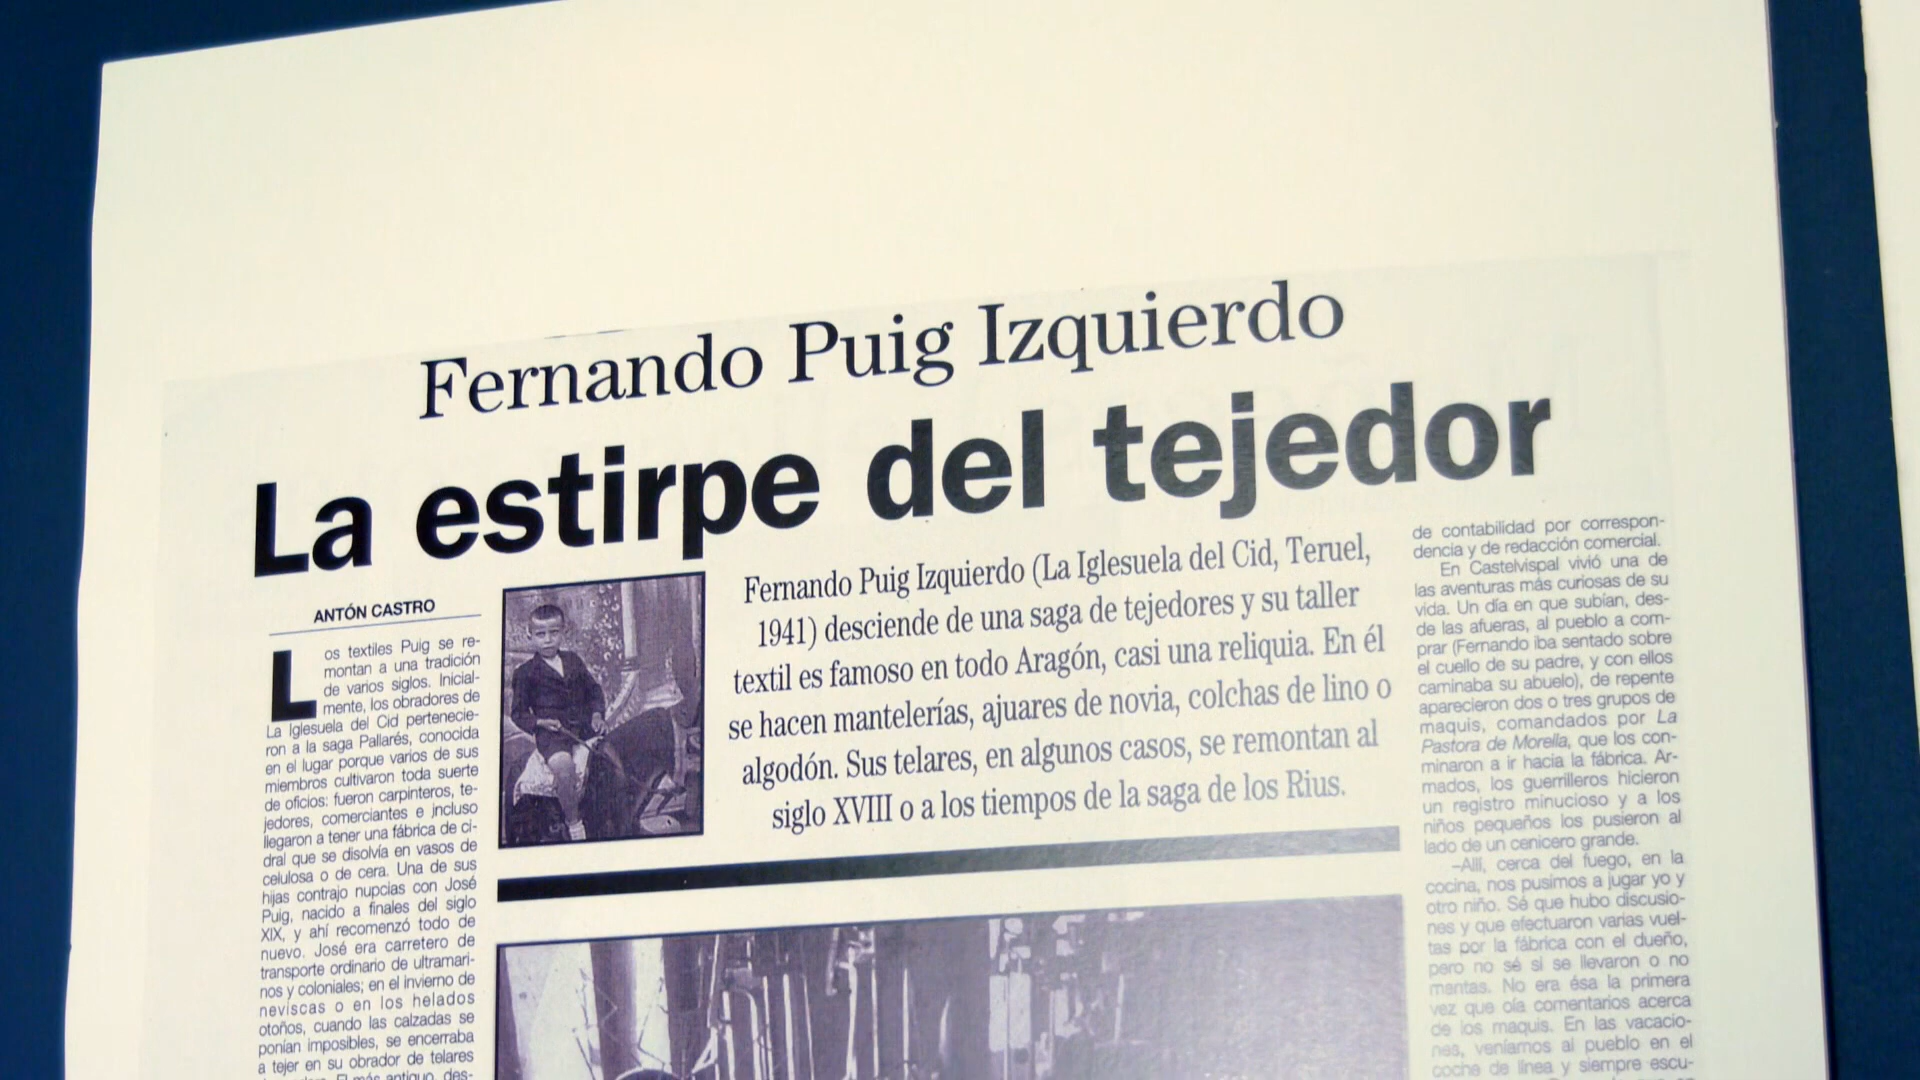 Fernando Puig Izquierdo
La estirpe del tejedor
ANTÓN CASTRO
Los textiles Puig se re-
montan a una tradición
de varios siglos. Inicial-
mente, los obradores de
La Iglesuela del Cid pertenecie-
ron a la saga Pallarés, conocida
en el lugar porque varios de sus
miembros cultivaron toda suerte
de oficios: fueron carpinteros, te-
jedores, comerciantes e incluso
llegaron a tener una fábrica de ci-
dral que se disolvía en vasos de
celulosa o de cera. Una de sus
hijas contrajo nupcias con José
Puig, nacido a finales del siglo
XIX, y ahí recomenzó todo de
nuevo. José era carretero de
transporte ordinario de ultramari-
nos y coloniales; en el invierno de
neviscas o en los helados
otoños, cuando las calzadas se
ponían imposibles, se encerraba
a tejer en su obrador de telares
El más antiguo, des-
Fernando Puig Izquierdo (La Iglesuela del Cid, Teruel,
1941) desciende de una saga de tejedores y su taller
textil es famoso en todo Aragón, casi una reliquia. En él
se hacen mantelerías, ajuares de novia, colchas de lino o
algodón. Sus telares, en algunos casos, se remontan al
siglo XVIII o a los tiempos de la saga de los Rius.
de contabilidad por correspon-
dencia y de redacción comercial.
En Castelvispal vivió una de
las aventuras más curiosas de su
vida. Un día en que subían, des-
de las afueras, al pueblo a com-
prar (Fernando iba sentado sobre
el cuello de su padre, y con ellos
caminaba su abuelo), de repente
aparecieron dos o tres grupos de
maquis, comandados por La
Pastora de Morella, que los con-
minaron a ir hacia la fábrica. Ar-
mados, los guerrilleros hicieron
un registro minucioso y a los
niños pequeños los pusieron al
lado de un cenicero grande.
–Allí, cerca del fuego, en la
cocina, nos pusimos a jugar yo y
otro niño. Sé que hubo discusio-
nes y que efectuaron varias vuel-
tas por la fábrica con el dueño,
pero no sé si se llevaron o no
mantas. No era ésa la primera
vez que oía comentarios acerca
de los maquis. En las vacacio-
nes, veníamos al pueblo en el
coche de línea y siempre escu-